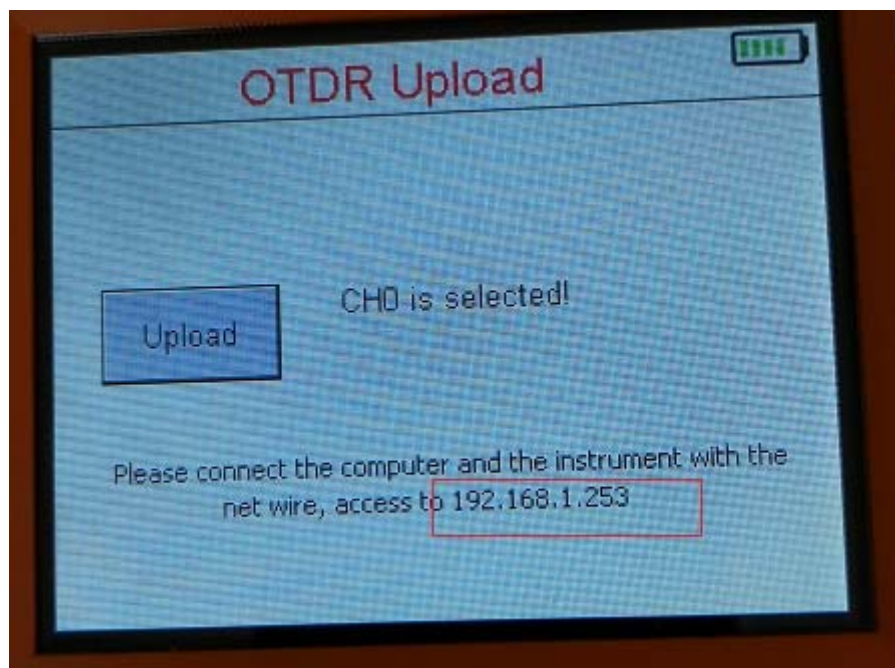 OTDR Upload
CH0 is selected!
Upload
Please connect the computer and the instrument with the
net wire, access to 192.168.1.253